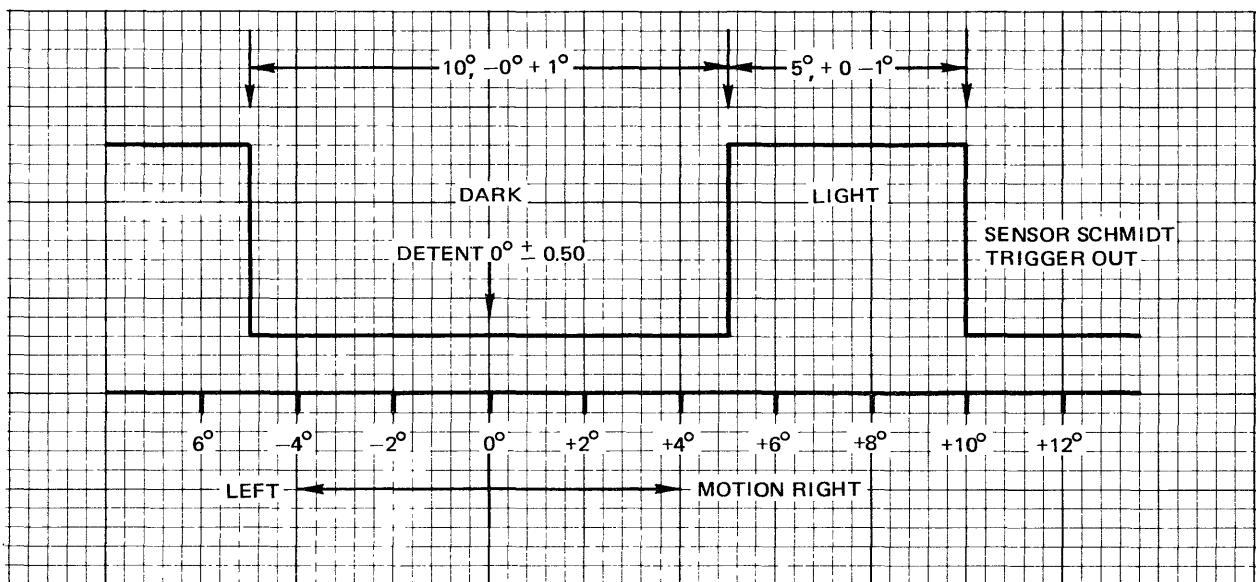 10°, −0° + 1°
5°, + 0 −1°
DARK
LIGHT
DETENT 0° ± 0.50
SENSOR SCHMIDT
TRIGGER OUT
6°
−4°
−2°
0°
+2°
+4°
+6°
+8°
+10°
+12°
LEFT
MOTION RIGHT